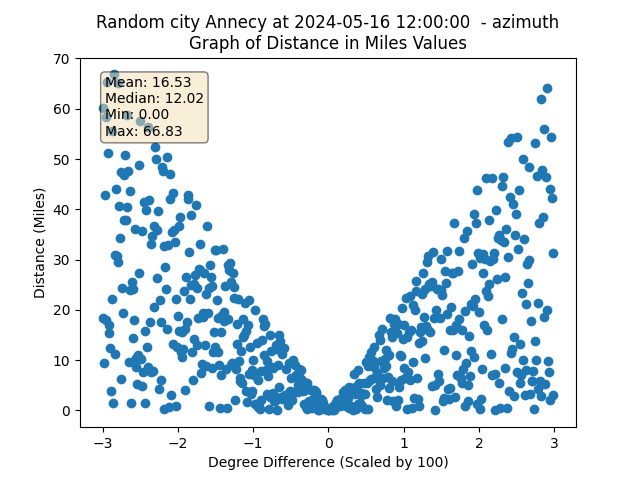 Random city Annecy at 2024-05-16 12:00:00 - azimuth
Graph of Distance in Miles Values
Mean: 16.53
Median: 12.02
Min: 0.00
Max: 66.83
Distance (Miles)
70
60
50
40
30
20
10
0
−3
−2
−1
0
1
2
3
Degree Difference (Scaled by 100)